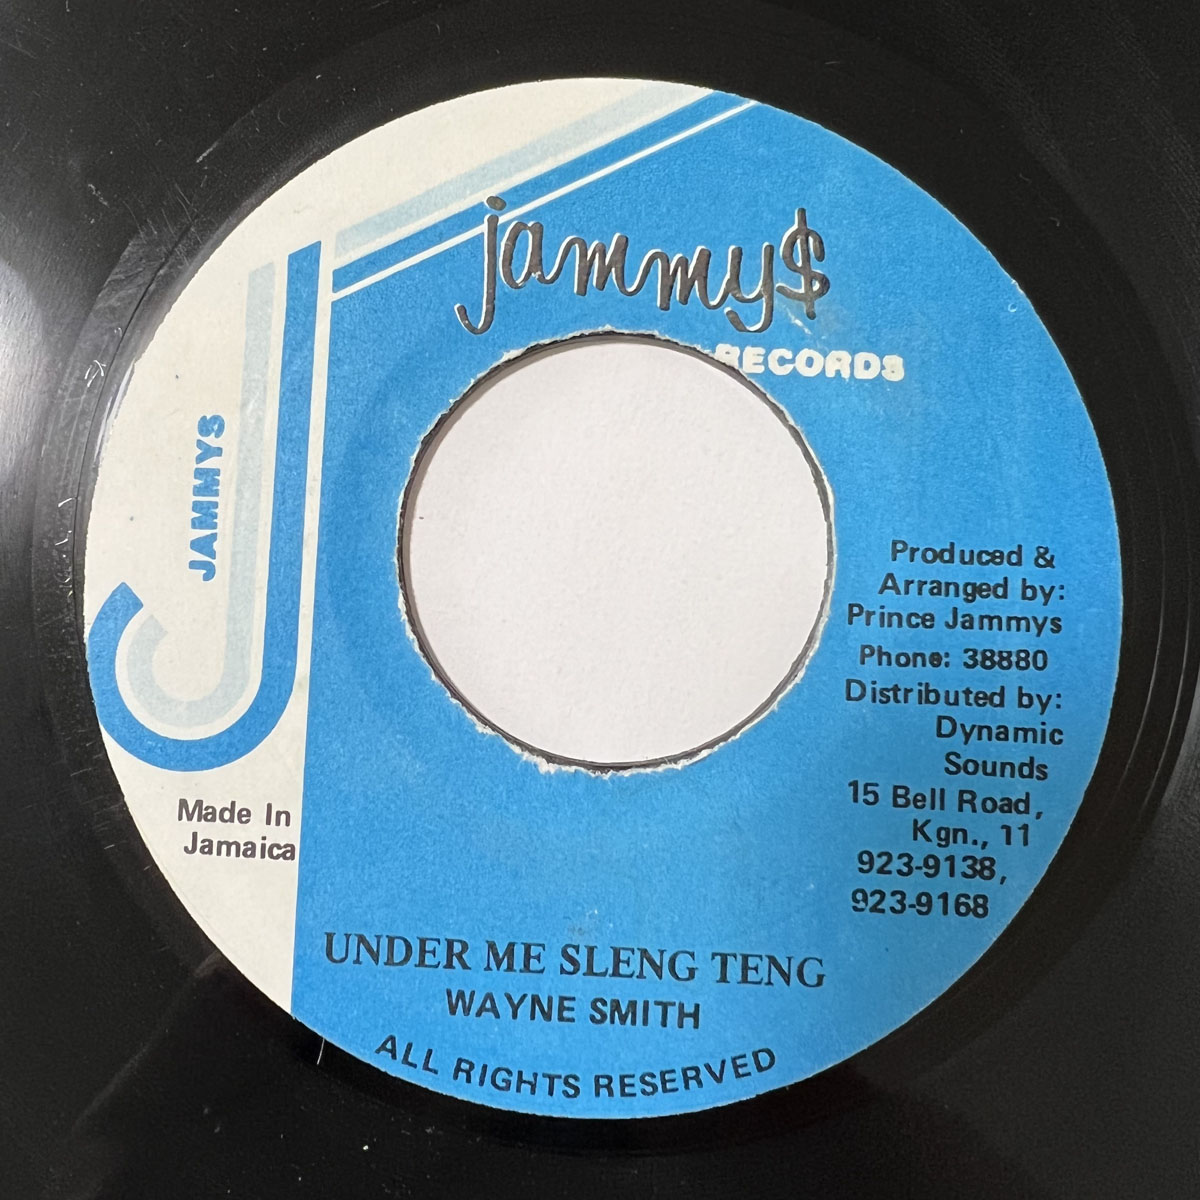 jammy$
RECORDS
JAMMYS
Produced &
Arranged by:
Prince Jammys
Phone: 38880
Distributed by:
Dynamic
Sounds
15 Bell Road,
Kgn., 11
923-9138,
923-9168
Made In
Jamaica
UNDER ME SLENG TENG
WAYNE SMITH
ALL RIGHTS RESERVED